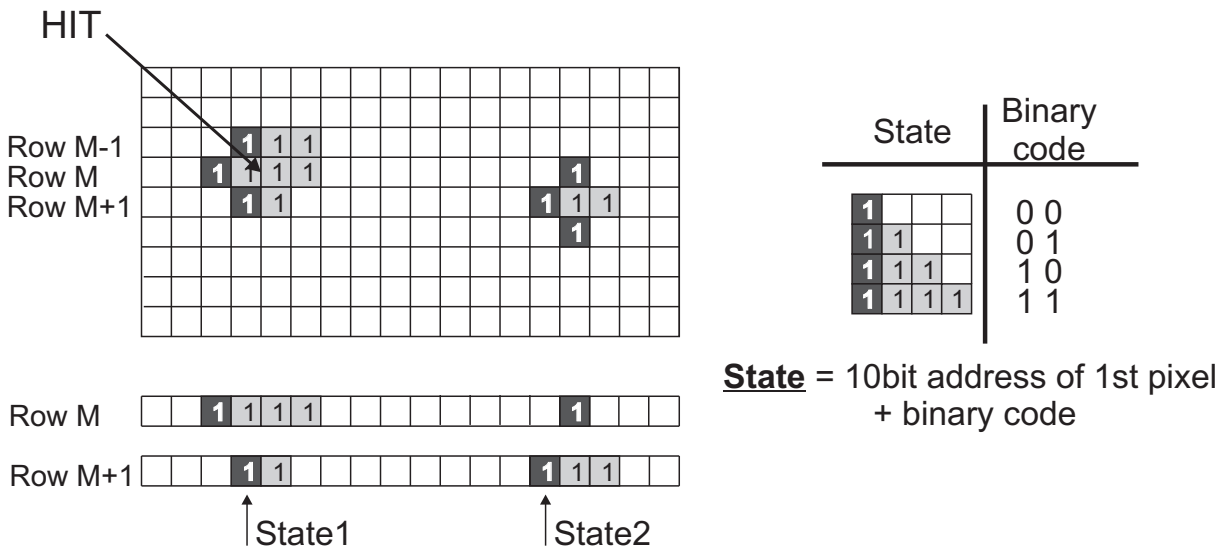 HIT
Row M-1
1 1 1
Row M
1 1 1 1
1
Row M+1
1 1
1 1 1
1
Row M
1 1 1 1
1
Row M+1
1 1
1 1 1
State1
State2
State
Binary
code
1
0 0
1 1
0 1
1 1 1
1 0
1 1 1 1
1 1
State = 10bit address of 1st pixel
+ binary code